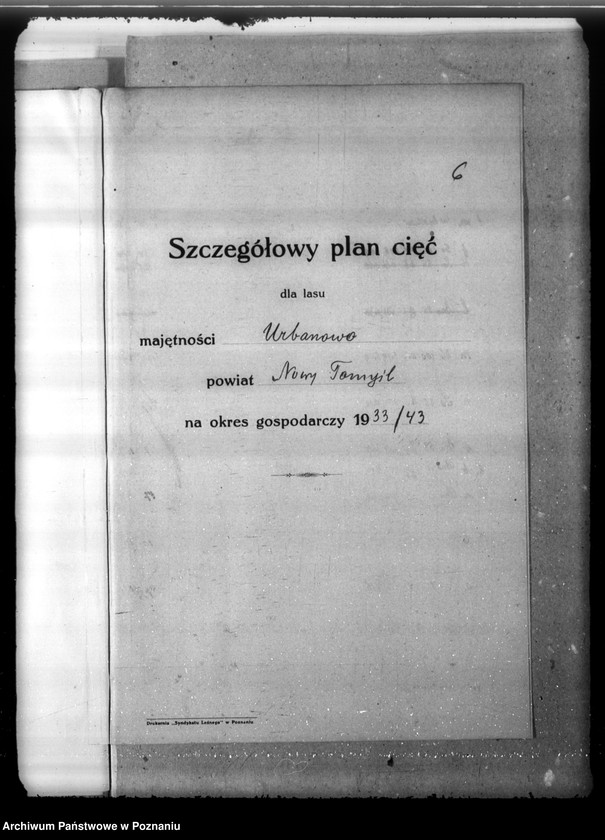 6
Szczegółowy plan cięć
dla lasu
majętności Urbanowo
powiat Nowy Tomyśl
na okres gospodarczy 1933/43
Drukarnia „Syndykatu Leśnego" w Poznaniu
Archiwum Państwowe w Poznaniu